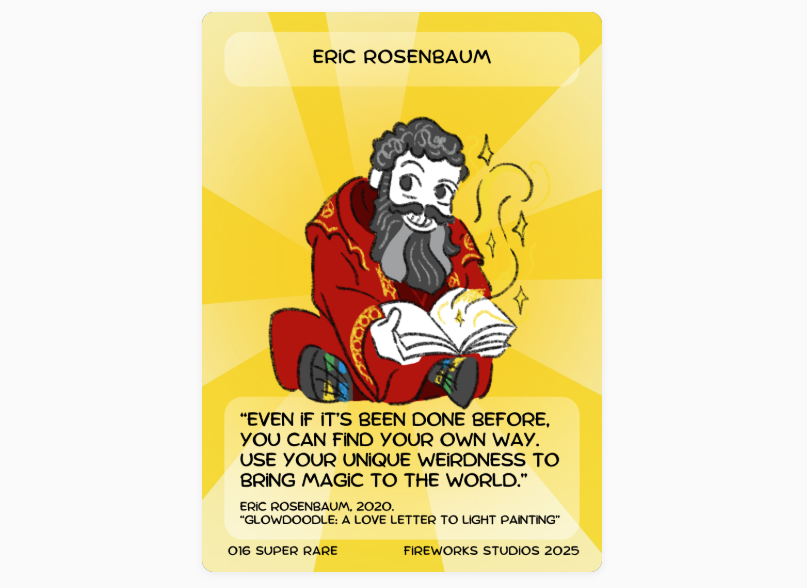 ERIC ROSENBAUM
“EVEN IF IT’S BEEN DONE BEFORE,
YOU CAN FIND YOUR OWN WAY.
USE YOUR UNIQUE WEIRDNESS TO
BRING MAGIC TO THE WORLD.”
ERIC ROSENBAUM, 2020.
“GLOWDOODLE: A LOVE LETTER TO LIGHT PAINTING”
016 SUPER RARE
FIREWORKS STUDIOS 2025